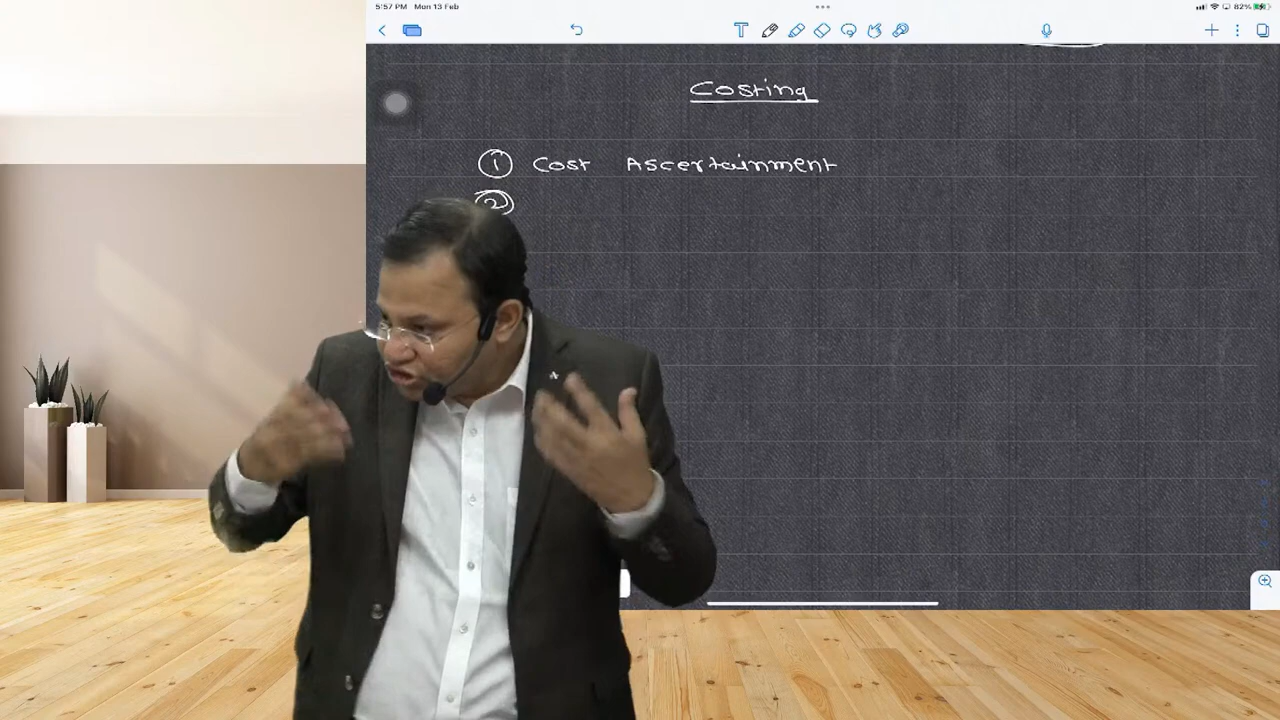 5:57 PM Mon 13 Feb
82%
Costing
① Cost Ascertainment
②